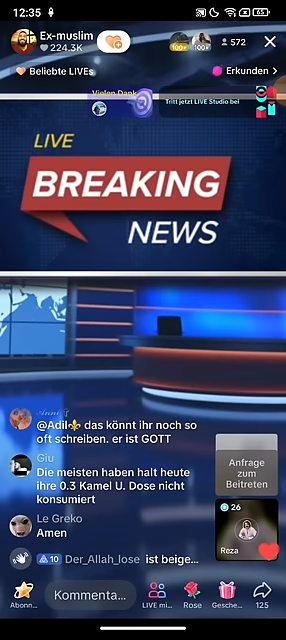 12:35
65
Ex-muslim
224.3K
100+
100+
572
Beliebte LIVEs
Erkunden >
Vielen Dank
Tritt jetzt LIVE Studio bei
LIVE
BREAKING
NEWS
@Adil⚜️ das könnt ihr noch so
oft schreiben. er ist GOTT
Giu
Die meisten haben halt heute
ihre 0.3 Kamel U. Dose nicht
konsumiert
Le Greko
Amen
10 Der_Allah_lose ist beige...
Anfrage
zum
Beitreten
26
Reza
Abonn...
Kommenta...
LIVE mi...
Rose
Gesche...
125